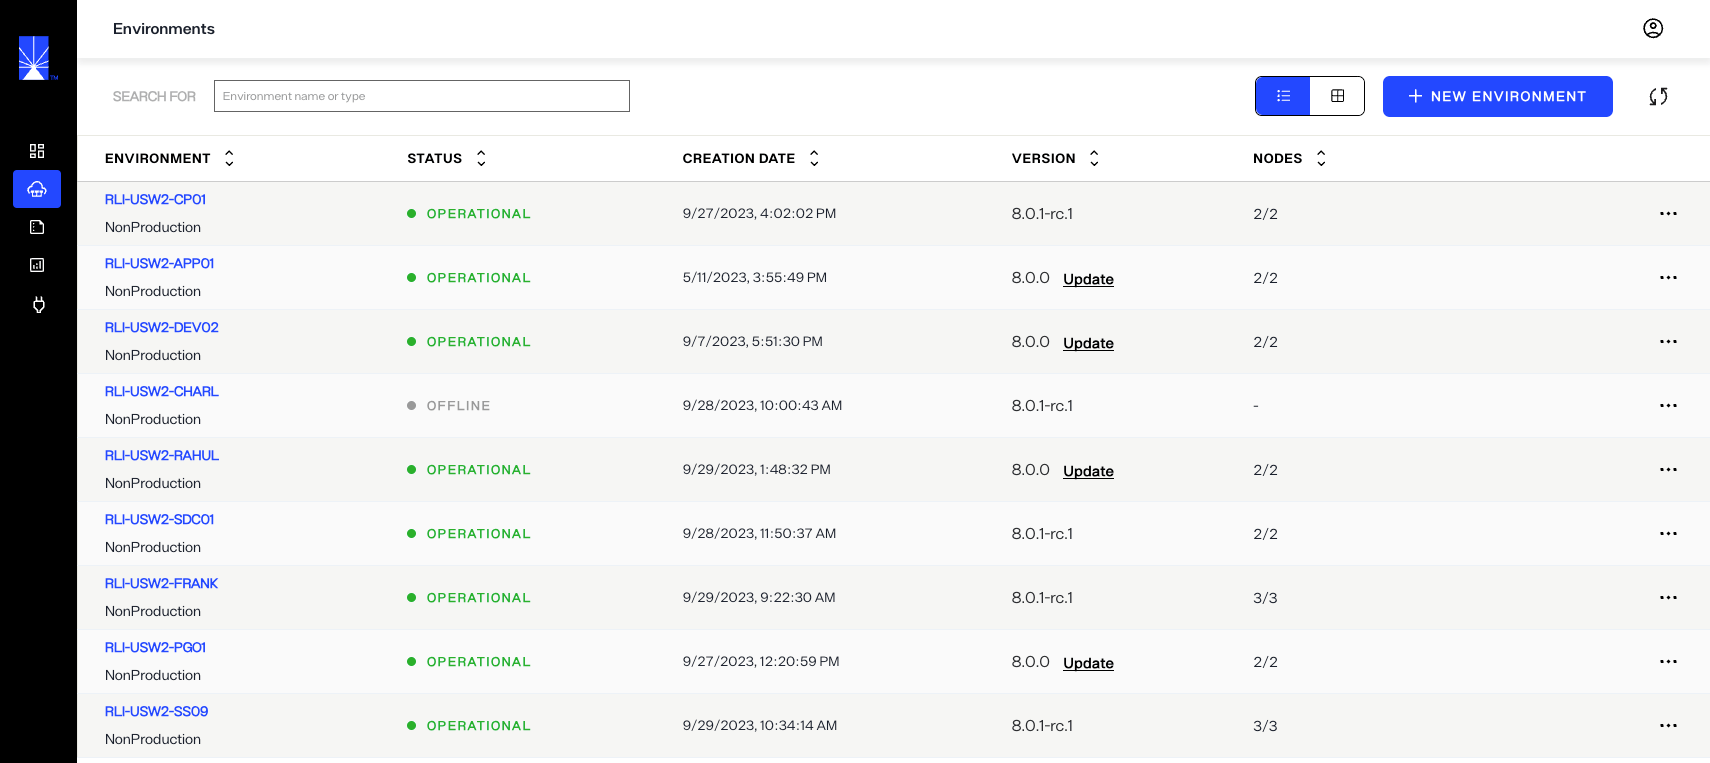 Environments
TM
SEARCH FOR Environment name or type NEW ENVIRONMENT
ENVIRONMENT STATUS CREATION DATE VERSION NODES
RLI-USW2-CP01
NonProduction OPERATIONAL 9/27/2023, 4:02:02 PM 8.0.1-rc.1 2/2
RLI-USW2-APP01
NonProduction OPERATIONAL 5/11/2023, 3:55:49 PM 8.0.0 Update 2/2
RLI-USW2-DEV02
NonProduction OPERATIONAL 9/7/2023, 5:51:30 PM 8.0.0 Update 2/2
RLI-USW2-CHARL
NonProduction OFFLINE 9/28/2023, 10:00:43 AM 8.0.1-rc.1 -
RLI-USW2-RAHUL
NonProduction OPERATIONAL 9/29/2023, 1:48:32 PM 8.0.0 Update 2/2
RLI-USW2-SDC01
NonProduction OPERATIONAL 9/28/2023, 11:50:37 AM 8.0.1-rc.1 2/2
RLI-USW2-FRANK
NonProduction OPERATIONAL 9/29/2023, 9:22:30 AM 8.0.1-rc.1 3/3
RLI-USW2-PG01
NonProduction OPERATIONAL 9/27/2023, 12:20:59 PM 8.0.0 Update 2/2
RLI-USW2-SS09
NonProduction OPERATIONAL 9/29/2023, 10:34:14 AM 8.0.1-rc.1 3/3